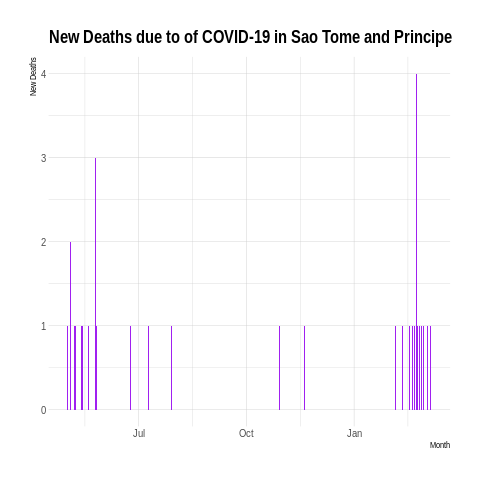 New Deaths due to of COVID-19 in Sao Tome and Principe
New Deaths
4
3
2
1
0
Jul Oct Jan
Month